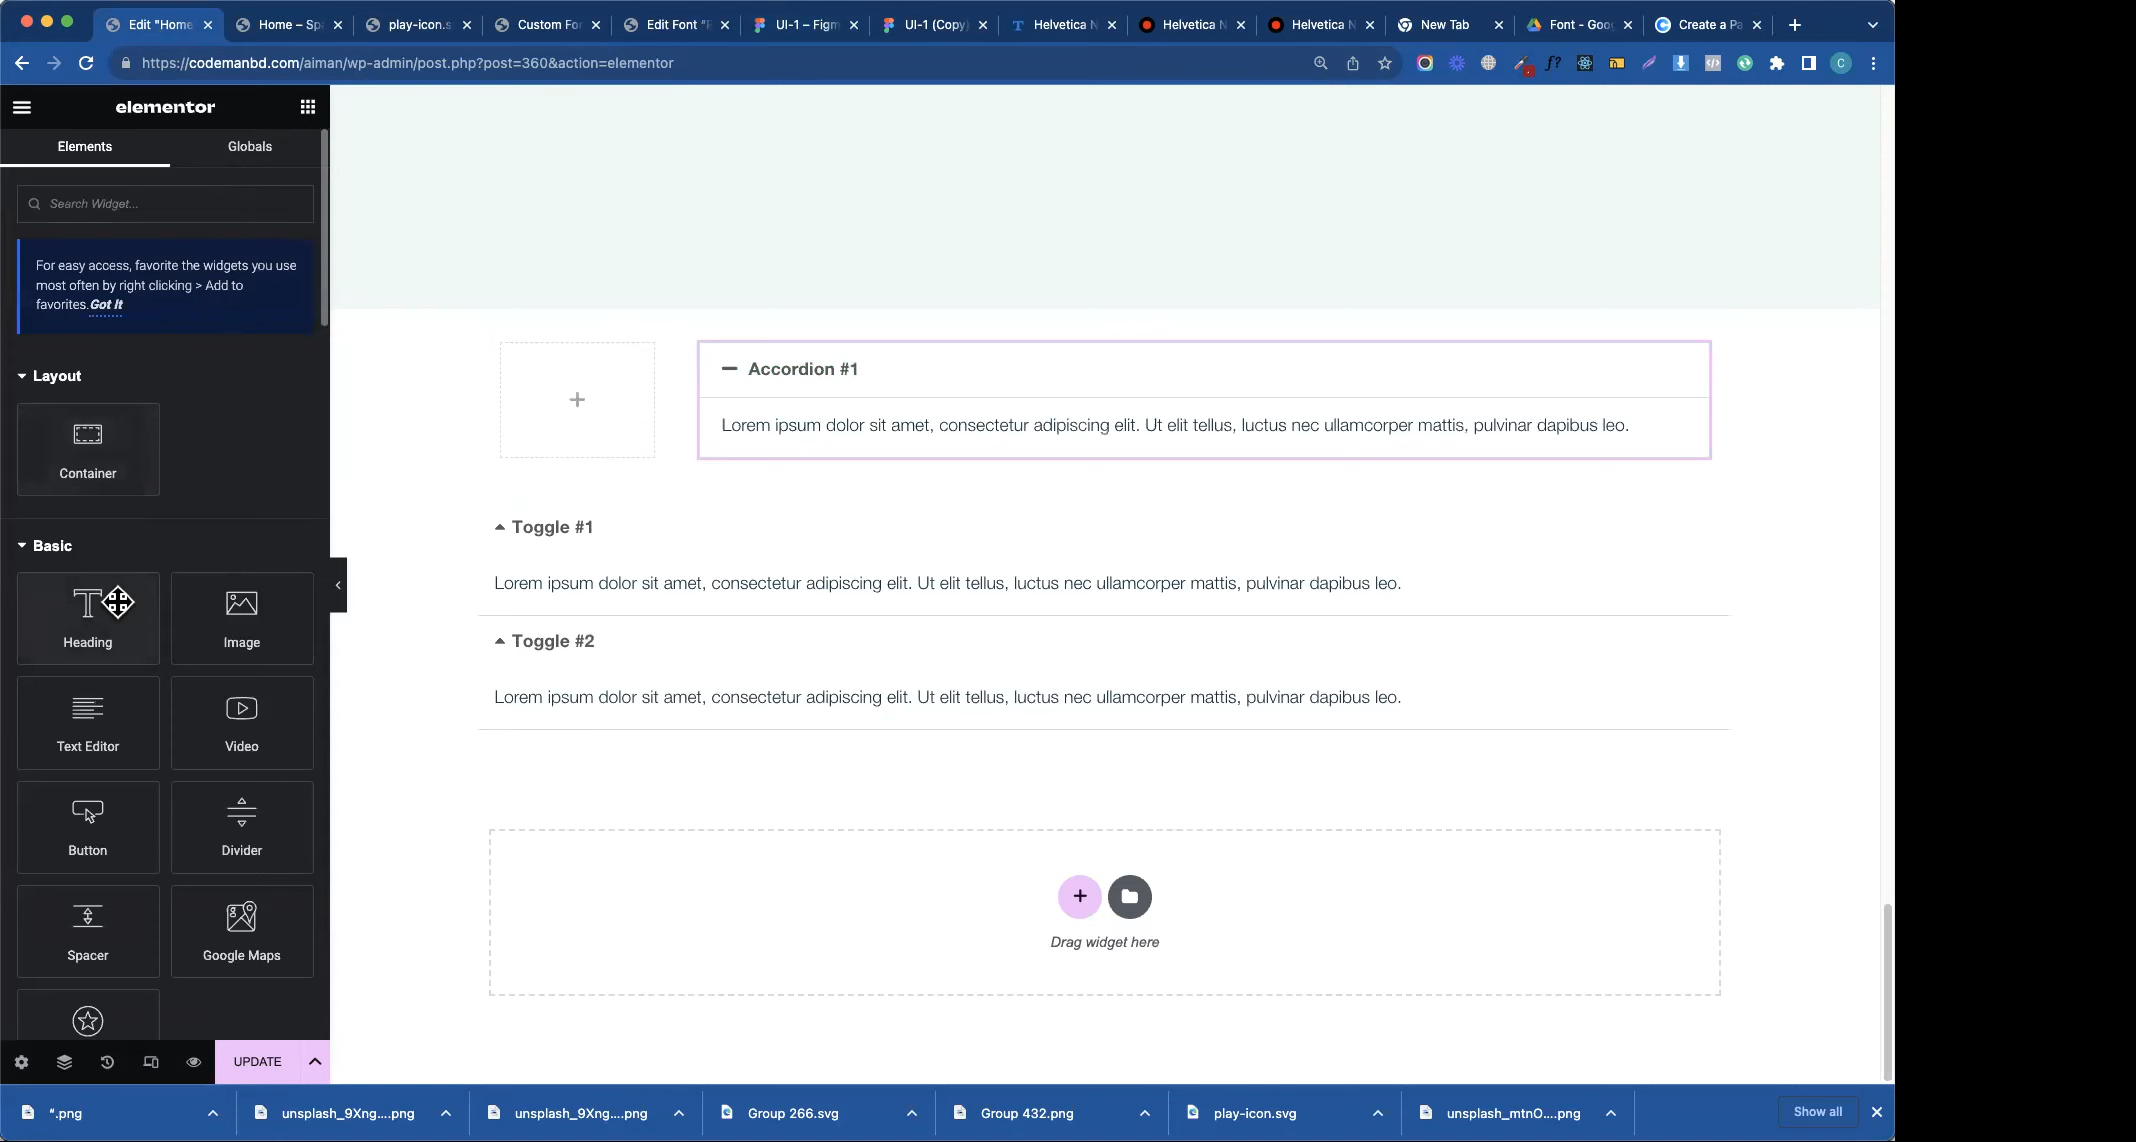 Edit "Home
Home – Spa
play-icon.s
Custom Fon
Edit Font "
UI-1 – Figm
UI-1 (Copy)
Helvetica N
Helvetica N
Helvetica N
New Tab
Font - Goog
Create a Pa
https://codemanbd.com/aiman/wp-admin/post.php?post=360&action=elementor
elementor
Elements
Globals
Search Widget...
For easy access, favorite the widgets you use
most often by right clicking > Add to
favorites.Got It
Layout
Container
Basic
Heading
Image
Text Editor
Video
Button
Divider
Spacer
Google Maps
UPDATE
Accordion #1
Lorem ipsum dolor sit amet, consectetur adipiscing elit. Ut elit tellus, luctus nec ullamcorper mattis, pulvinar dapibus leo.
Toggle #1
Lorem ipsum dolor sit amet, consectetur adipiscing elit. Ut elit tellus, luctus nec ullamcorper mattis, pulvinar dapibus leo.
Toggle #2
Lorem ipsum dolor sit amet, consectetur adipiscing elit. Ut elit tellus, luctus nec ullamcorper mattis, pulvinar dapibus leo.
Drag widget here
“.png
unsplash_9Xng....png
unsplash_9Xng....png
Group 266.svg
Group 432.png
play-icon.svg
unsplash_mtnO....png
Show all